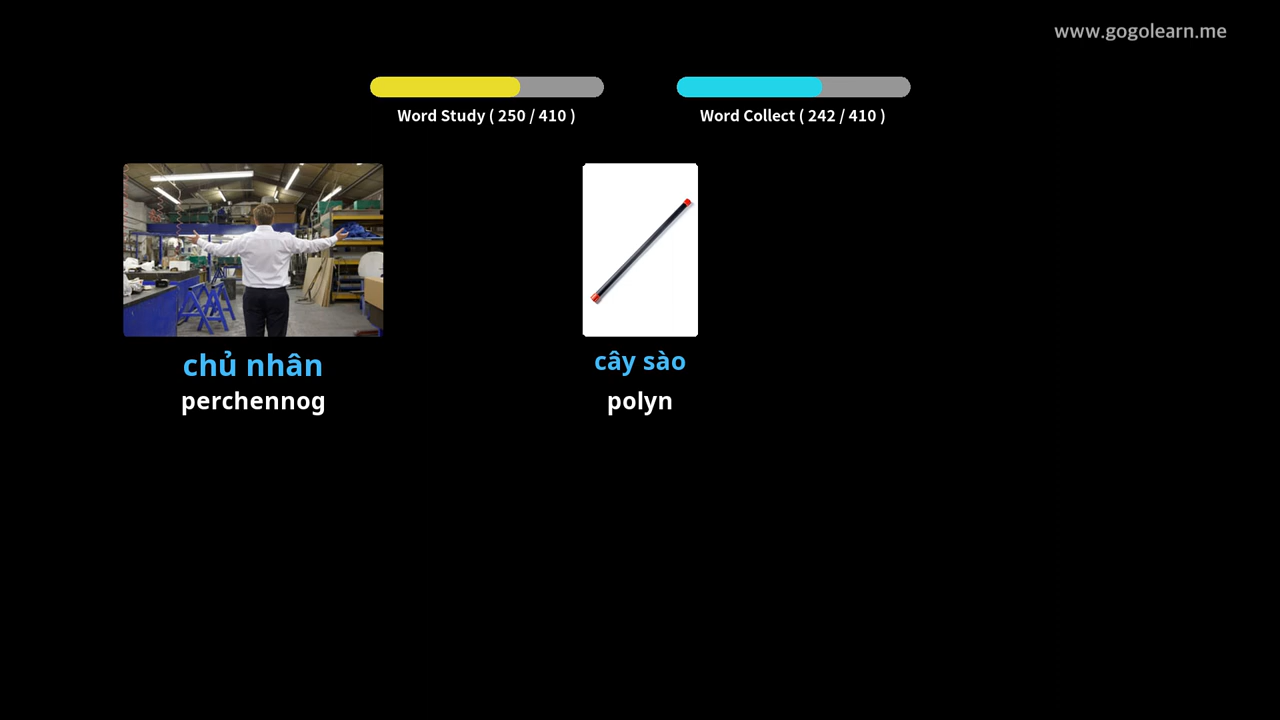 www.gogolearn.me
Word Study ( 250 / 410 )
Word Collect ( 242 / 410 )
chủ nhân
perchennog
cây sào
polyn